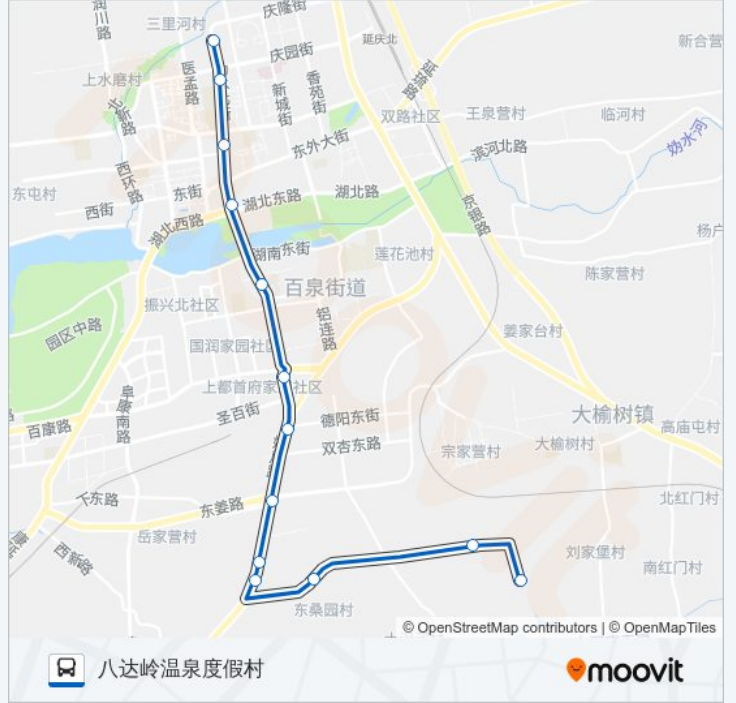 庆隆街
三里河村
润川路
延庆北
新合营
庆园街
上水磨村
医孟路
香苑街
新城街
延琉路
北新路
双路社区
王泉营村
临河村
东外大街
滨河北路
妫水河
西环路
东屯村
东街
湖北东路
湖北路
西街
湖北西路
京银路
杨户
湖南东街
莲花池村
陈家营村
百泉街道
振兴北社区
铝连路
园区中路
姜家台村
国润家园社区
上都首府家园社区
阜康南路
圣百街
德阳东街
大榆树镇
百康路
高庙屯村
双杏东路
宗家营村
大榆树村
东姜路
北红门村
岳家营村
西新路
刘家堡村
南红门村
东桑园村
© OpenStreetMap contributors | © OpenMapTiles
八达岭温泉度假村
moovit